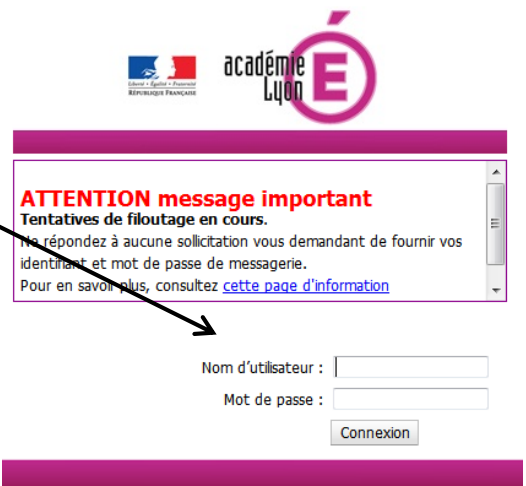 académie
Lyon
É
Liberté • Égalité • Fraternité
RÉPUBLIQUE FRANÇAISE
ATTENTION message important
Tentatives de filoutage en cours.
Ne répondez à aucune sollicitation vous demandant de fournir vos
identifiant et mot de passe de messagerie.
Pour en savoir plus, consultez cette page d'information
Nom d'utilisateur :
Mot de passe :
Connexion